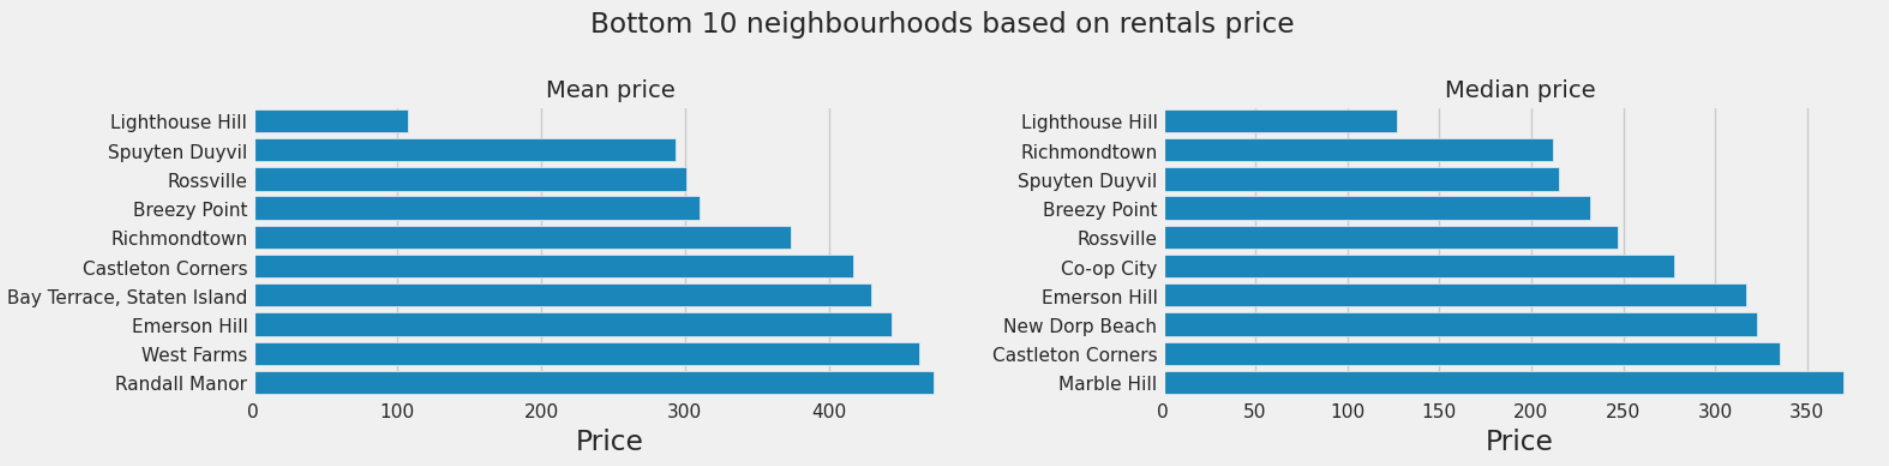 Bottom 10 neighbourhoods based on rentals price
Mean price
Lighthouse Hill
Spuyten Duyvil
Rossville
Breezy Point
Richmondtown
Castleton Corners
Bay Terrace, Staten Island
Emerson Hill
West Farms
Randall Manor
0 100 200 300 400
Price
Median price
Lighthouse Hill
Richmondtown
Spuyten Duyvil
Breezy Point
Rossville
Co-op City
Emerson Hill
New Dorp Beach
Castleton Corners
Marble Hill
0 50 100 150 200 250 300 350
Price